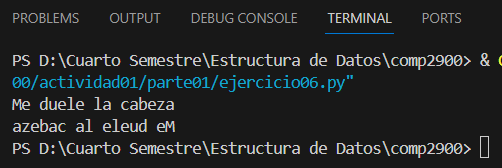 PROBLEMS OUTPUT DEBUG CONSOLE TERMINAL PORTS
PS D:\Cuarto Semestre\Estructura de Datos\comp2900> &
00/actividad01/parte01/ejercicio06.py"
Me duele la cabeza
azebac al eleud eM
PS D:\Cuarto Semestre\Estructura de Datos\comp2900>